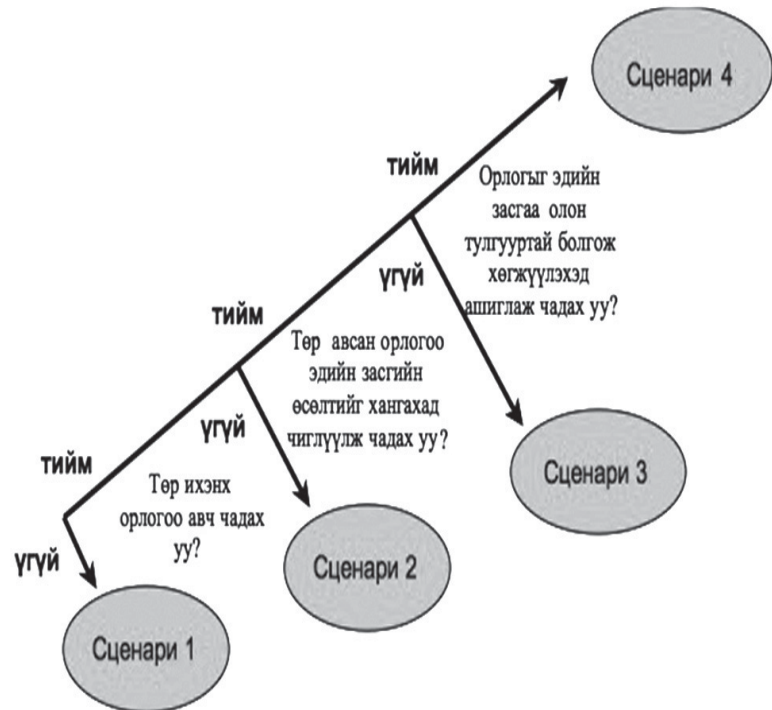 Сценари 4
тийм
Орлогыг эдийн
засгаа олон
тулгууртай болгож
хөгжүүлэхэд
ашиглаж чадах уу?
үгүй
Сценари 3
тийм
Төр авсан орлогоо
эдийн засгийн
өсөлтийг хангахад
чиглүүлж чадах уу?
үгүй
Сценари 2
тийм
Төр ихэнх
орлогоо авч чадах
уу?
үгүй
Сценари 1